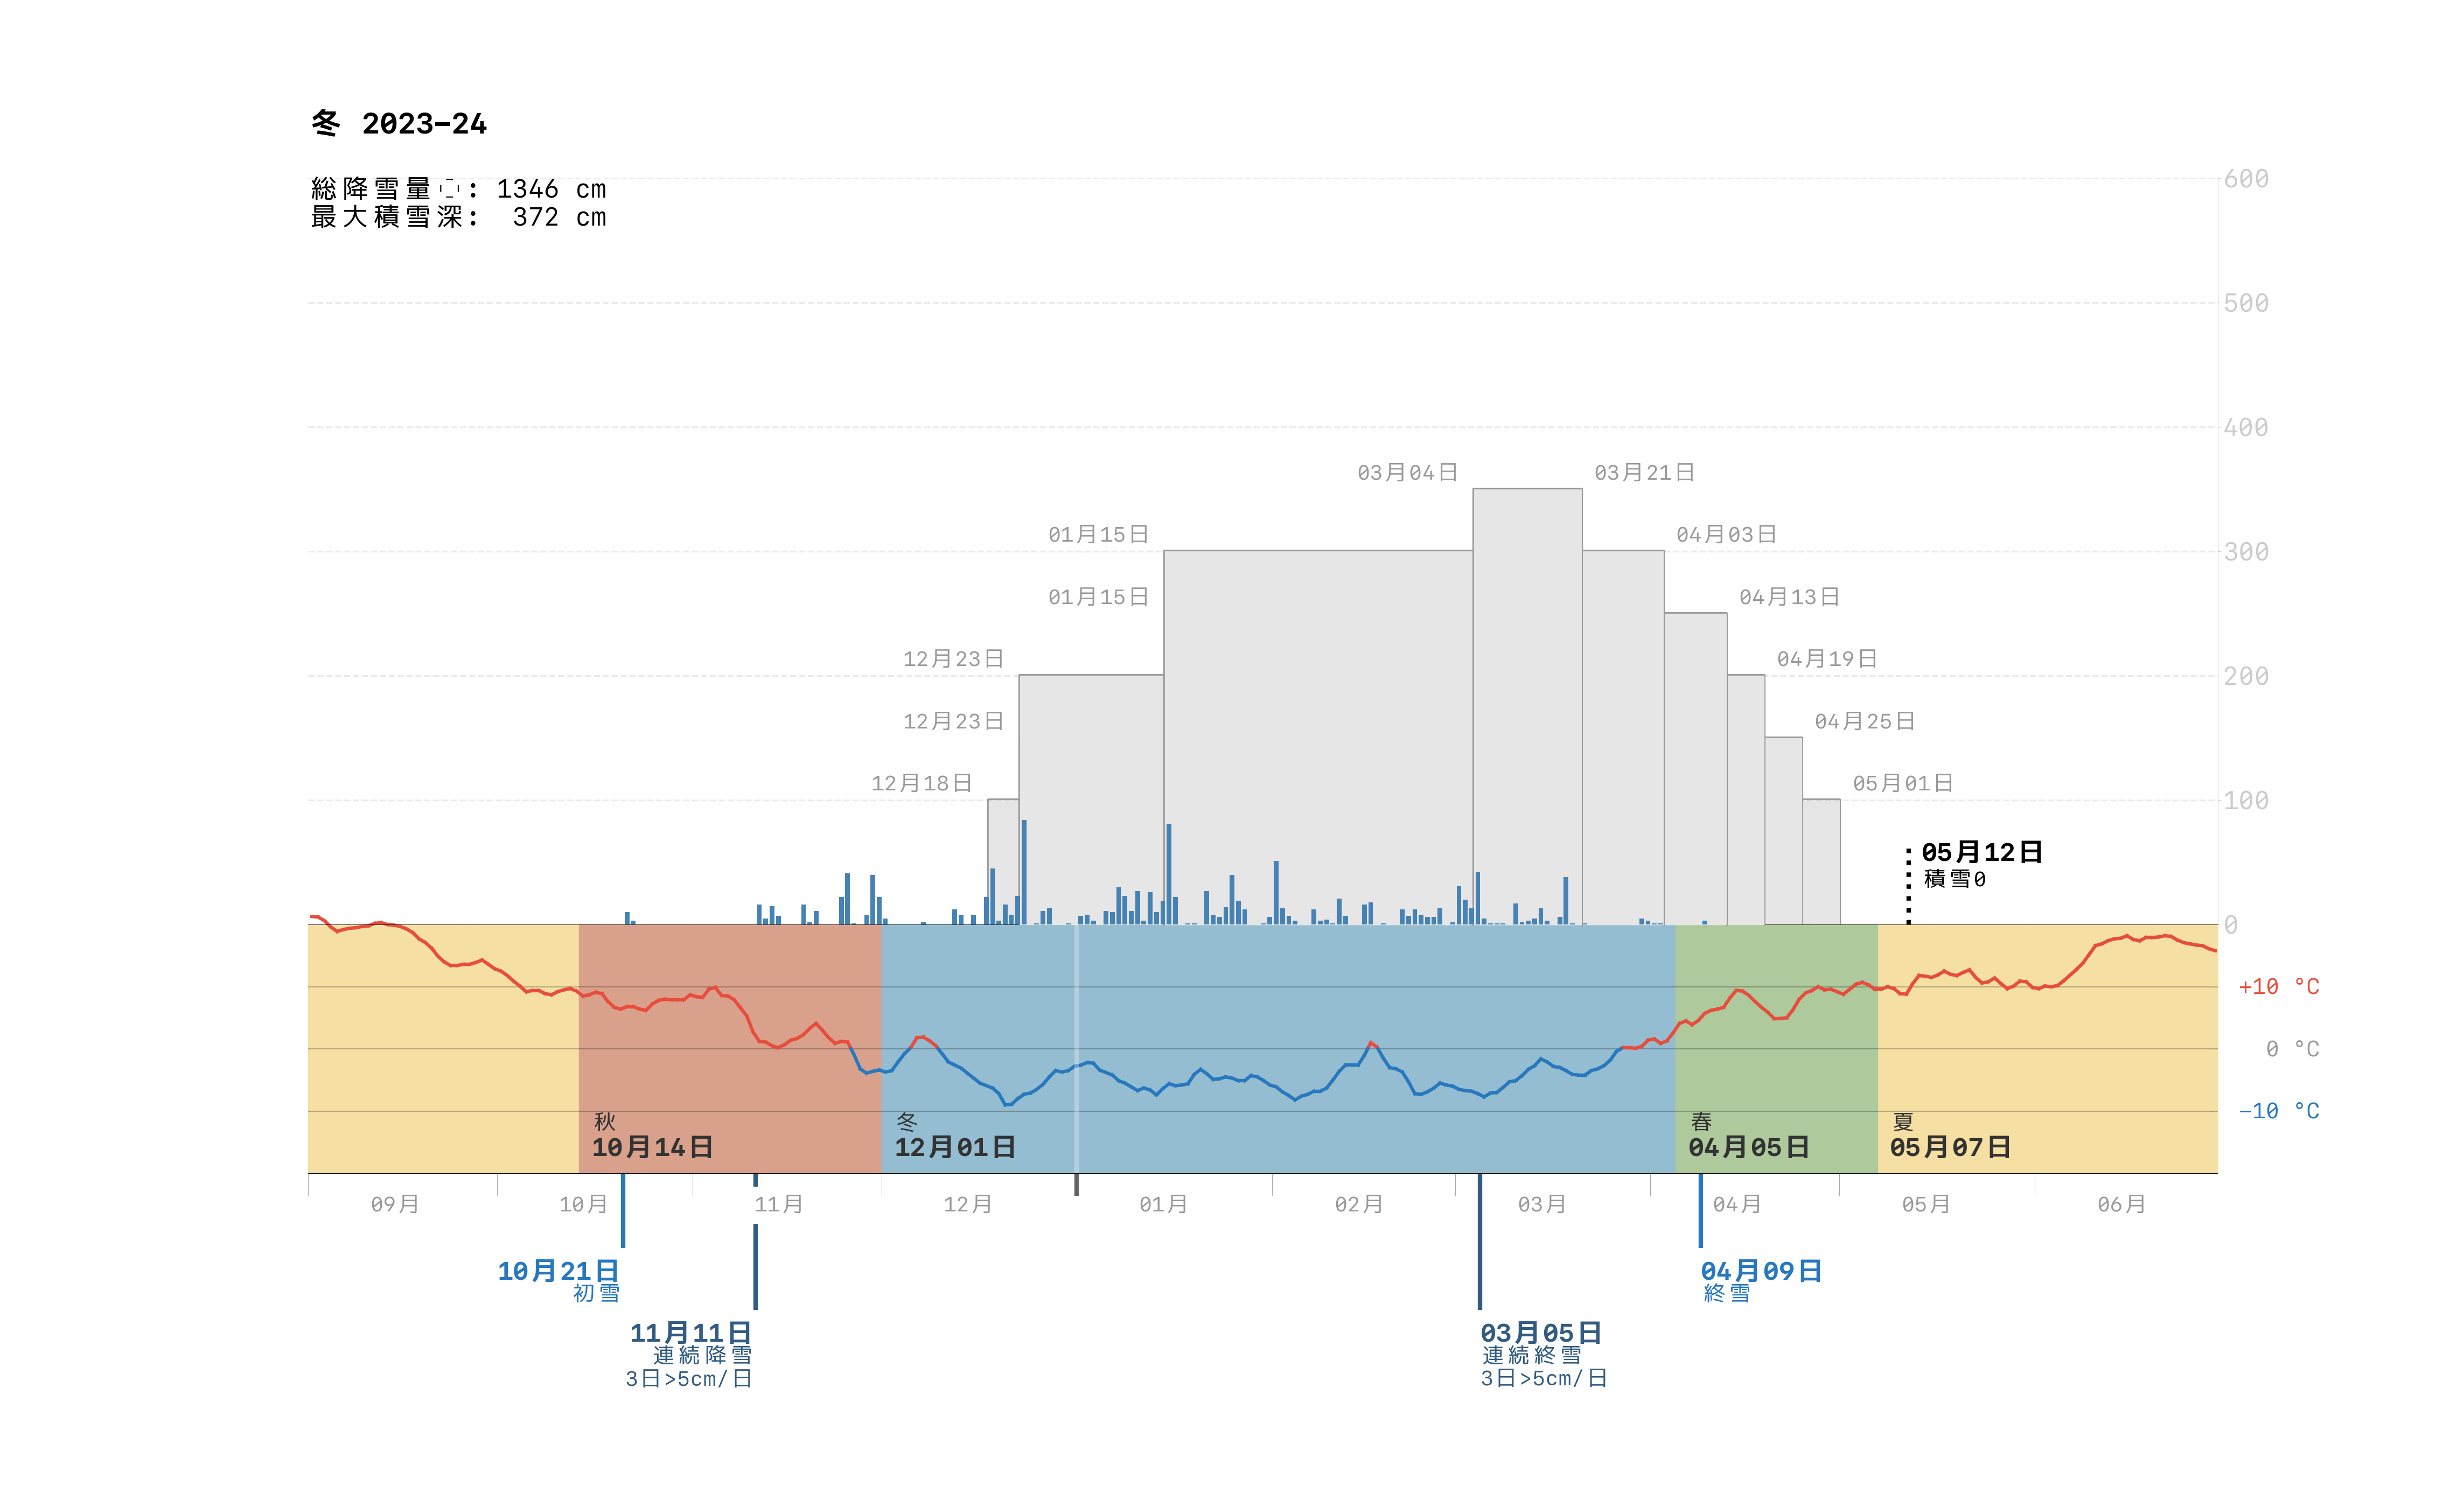 冬 2023–24
総降雪量 : 1346 cm
最大積雪深: 372 cm
600
500
400
300
200
100
0
03月04日
03月21日
01月15日
04月03日
01月15日
04月13日
12月23日
04月19日
12月23日
04月25日
12月18日
05月01日
05月12日
積雪0
+10 °C
0 °C
−10 °C
秋
10月14日
冬
12月01日
春
04月05日
夏
05月07日
09月
10月
11月
12月
01月
02月
03月
04月
05月
06月
10月21日
初雪
04月09日
終雪
11月11日
連続降雪
3日>5cm/日
03月05日
連続終雪
3日>5cm/日